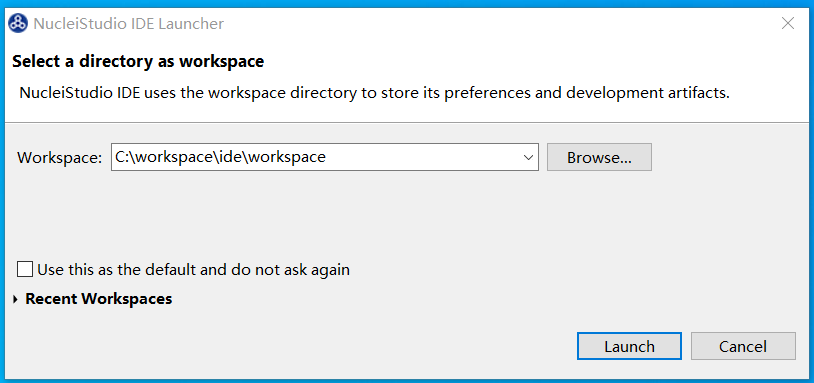 NucleiStudio IDE Launcher
Select a directory as workspace
NucleiStudio IDE uses the workspace directory to store its preferences and development artifacts.
Workspace: C:\workspace\ide\workspace Browse...
Use this as the default and do not ask again
Recent Workspaces
Launch Cancel